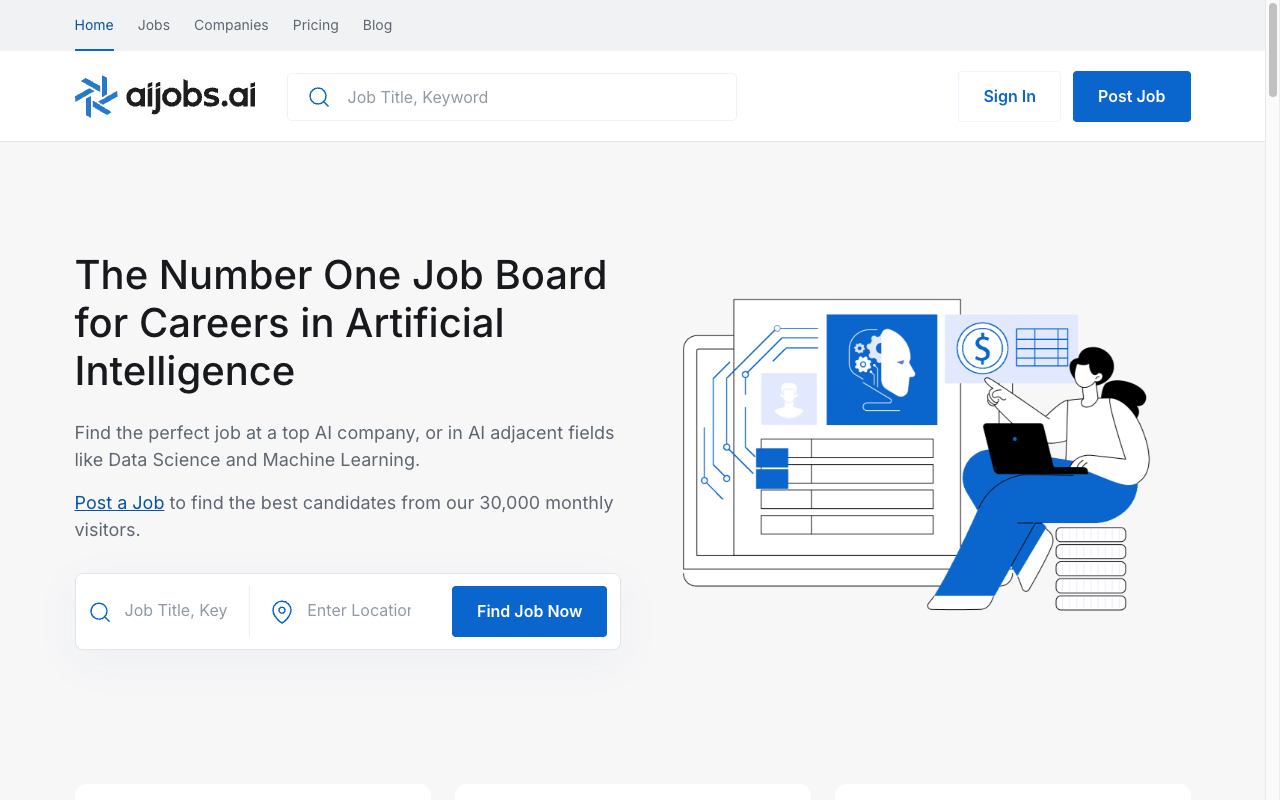 Home Jobs Companies Pricing Blog
aijobs.ai
Job Title, Keyword
Sign In
Post Job
The Number One Job Board
for Careers in Artificial
Intelligence
Find the perfect job at a top AI company, or in AI adjacent fields
like Data Science and Machine Learning.
Post a Job to find the best candidates from our 30,000 monthly
visitors.
Job Title, Key
Enter Location
Find Job Now
$